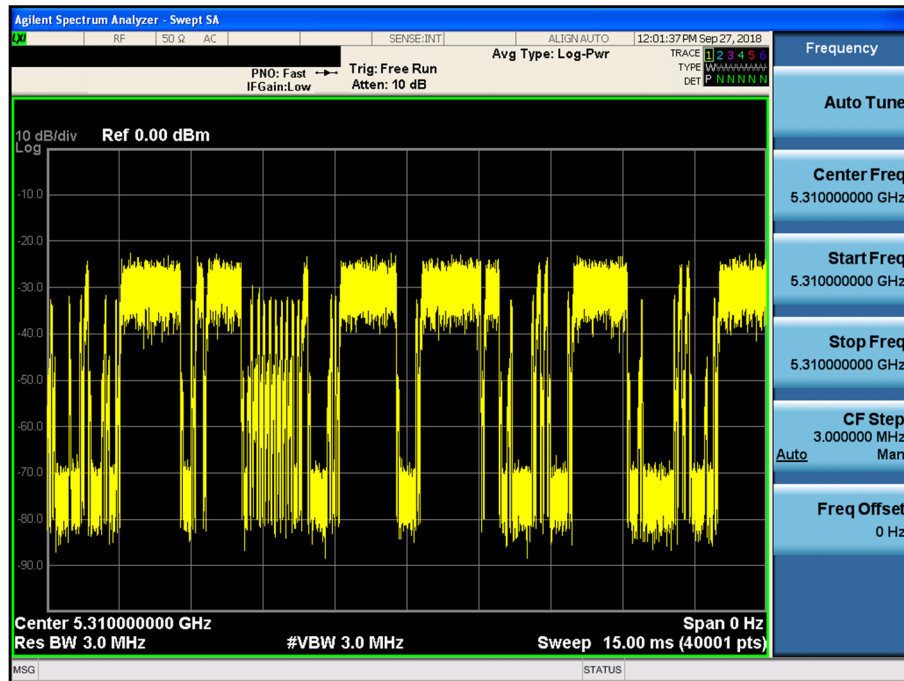 Agilent Spectrum Analyzer - Swept SA
LXI RF 50 Ω AC SENSE:INT ALIGN AUTO 12:01:37 PM Sep 27, 2018
Avg Type: Log-Pwr
TRACE 1 2 3 4 5 6
PNO: Fast
Trig: Free Run
TYPE WWWWWW
IFGain:Low
Atten: 10 dB
DET P N N N N N
Frequency
10 dB/div
Log
Ref 0.00 dBm
-10.0
-20.0
-30.0
-40.0
-50.0
-60.0
-70.0
-80.0
-90.0
Auto Tune
Center Freq
5.310000000 GHz
Start Freq
5.310000000 GHz
Stop Freq
5.310000000 GHz
CF Step
3.000000 MHz
Auto Man
Freq Offset
0 Hz
Center 5.310000000 GHz Span 0 Hz
Res BW 3.0 MHz #VBW 3.0 MHz Sweep 15.00 ms (40001 pts)
MSG STATUS